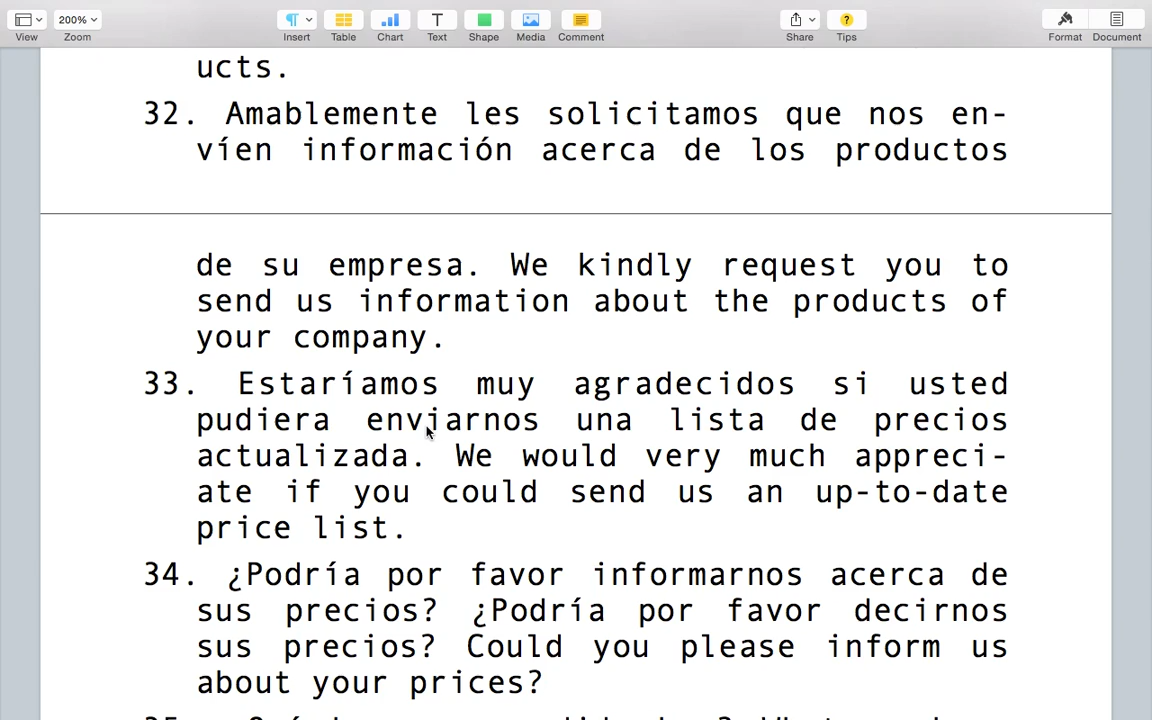 200%
View
Zoom
Insert
Table
Chart
Text
Shape
Media
Comment
Share
Tips
Format
Document
ucts.
32. Amablemente les solicitamos que nos en-
víen información acerca de los productos
de su empresa. We kindly request you to
send us information about the products of
your company.
33. Estaríamos muy agradecidos si usted
pudiera enviarnos una lista de precios
actualizada. We would very much appreci-
ate if you could send us an up-to-date
price list.
34. ¿Podría por favor informarnos acerca de
sus precios? ¿Podría por favor decirnos
sus precios? Could you please inform us
about your prices?